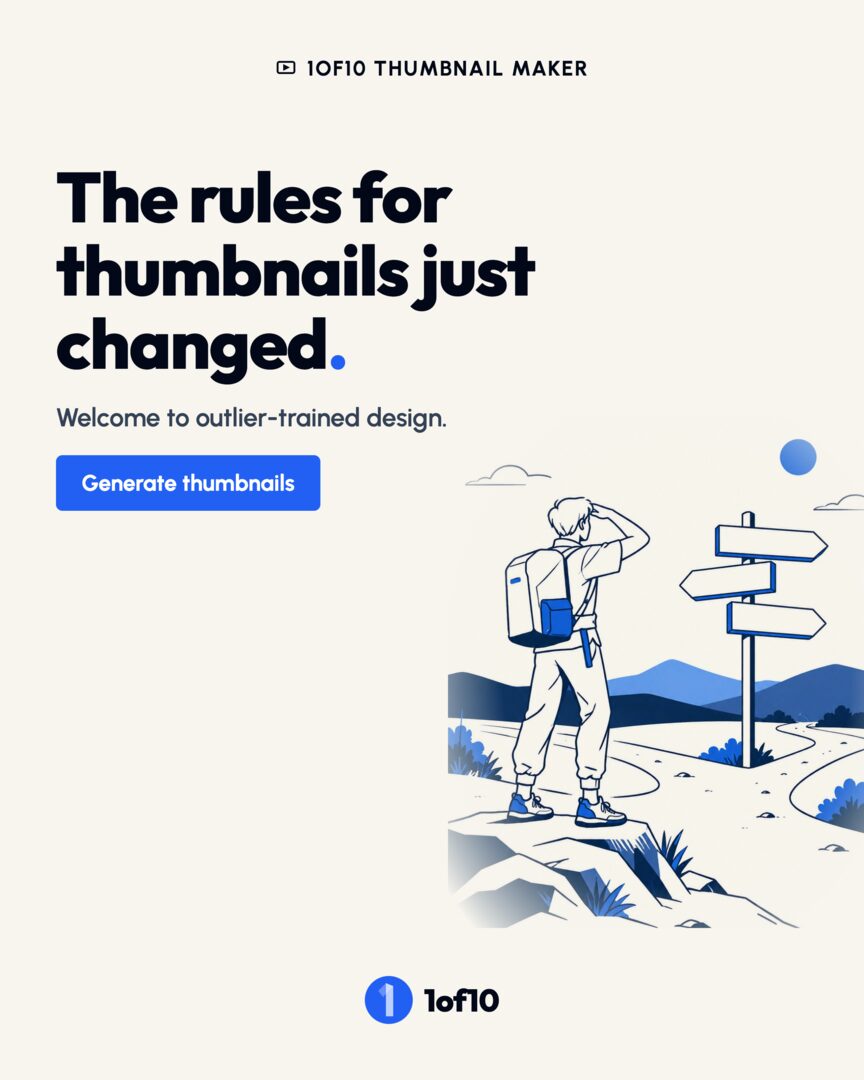 1OF10 THUMBNAIL MAKER
The rules for
thumbnails just
changed.
Welcome to outlier-trained design.
Generate thumbnails
1of10